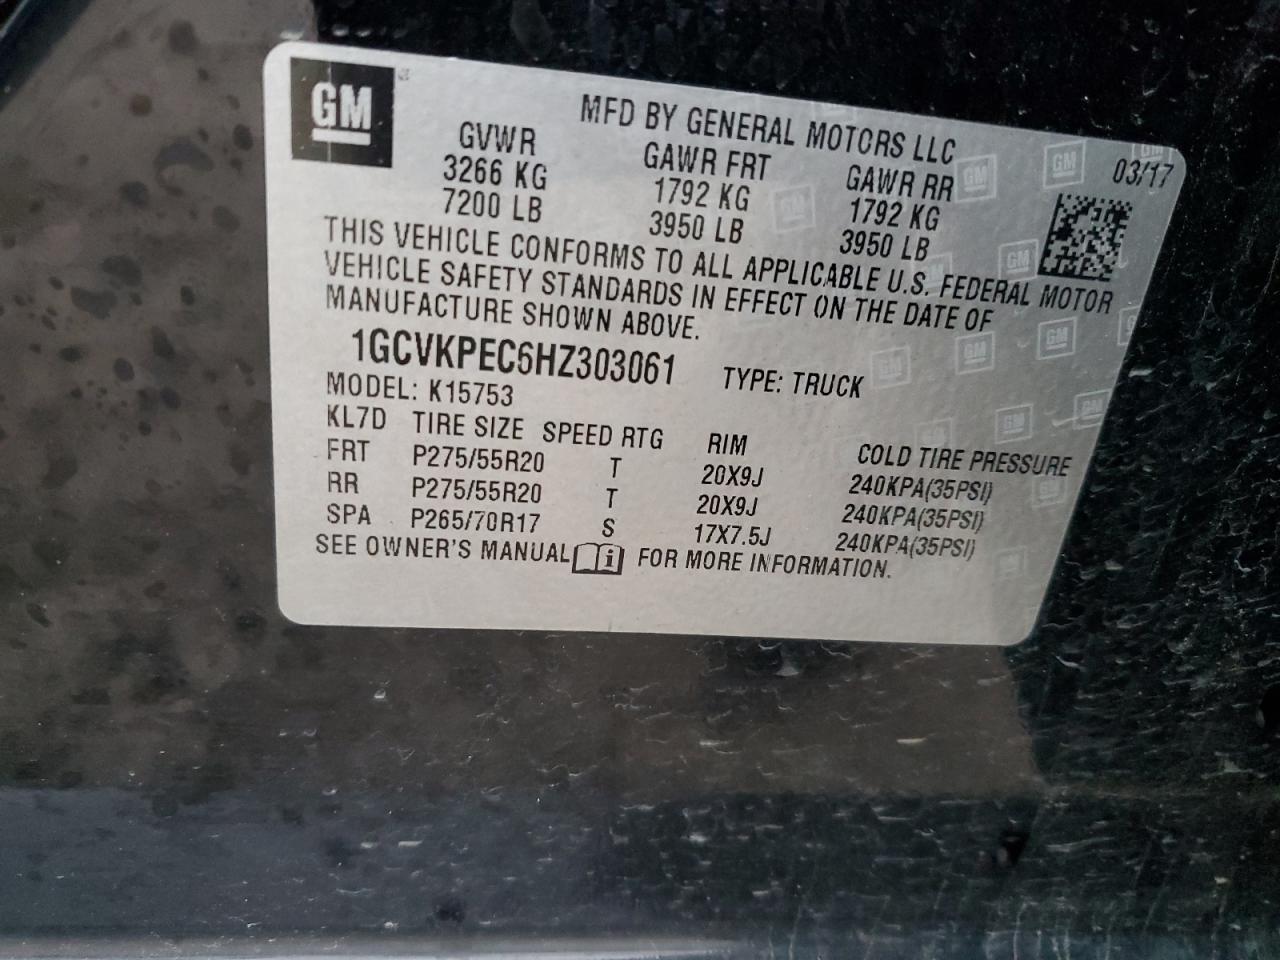 GM
MFD BY GENERAL MOTORS LLC
03/17
GVWR GAWR FRT GAWR RR
3266 KG 1792 KG 1792 KG
7200 LB 3950 LB 3950 LB
THIS VEHICLE CONFORMS TO ALL APPLICABLE U.S. FEDERAL MOTOR
VEHICLE SAFETY STANDARDS IN EFFECT ON THE DATE OF
MANUFACTURE SHOWN ABOVE.
1GCVKPEC6HZ303061 TYPE: TRUCK
MODEL: K15753
KL7D TIRE SIZE SPEED RTG RIM COLD TIRE PRESSURE
FRT P275/55R20 T 20X9J 240KPA(35PSI)
RR P275/55R20 T 20X9J 240KPA(35PSI)
SPA P265/70R17 S 17X7.5J 240KPA(35PSI)
SEE OWNER'S MANUAL i FOR MORE INFORMATION.